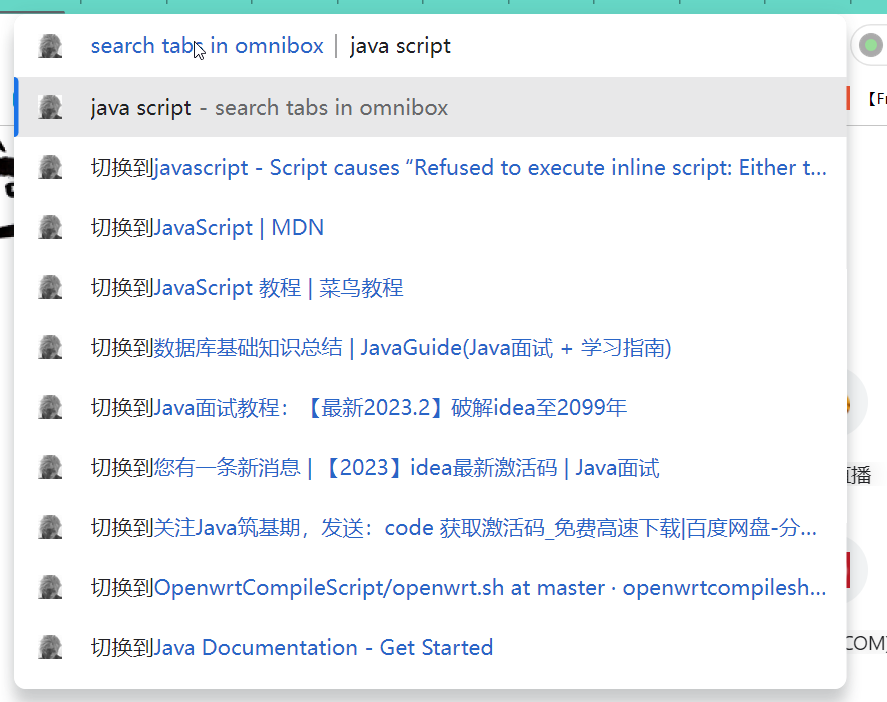 search tabs in omnibox | java script
java script - search tabs in omnibox
切换到javascript - Script causes “Refused to execute inline script: Either t...
切换到JavaScript | MDN
切换到JavaScript 教程 | 菜鸟教程
切换到数据库基础知识总结 | JavaGuide(Java面试 + 学习指南)
切换到Java面试教程：【最新2023.2】破解idea至2099年
切换到您有一条新消息 | 【2023】idea最新激活码 | Java面试
切换到关注Java筑基期，发送：code 获取激活码_免费高速下载|百度网盘-分...
切换到OpenwrtCompileScript/openwrt.sh at master · openwrtcompilesh...
切换到Java Documentation - Get Started
【Fr
播
COM